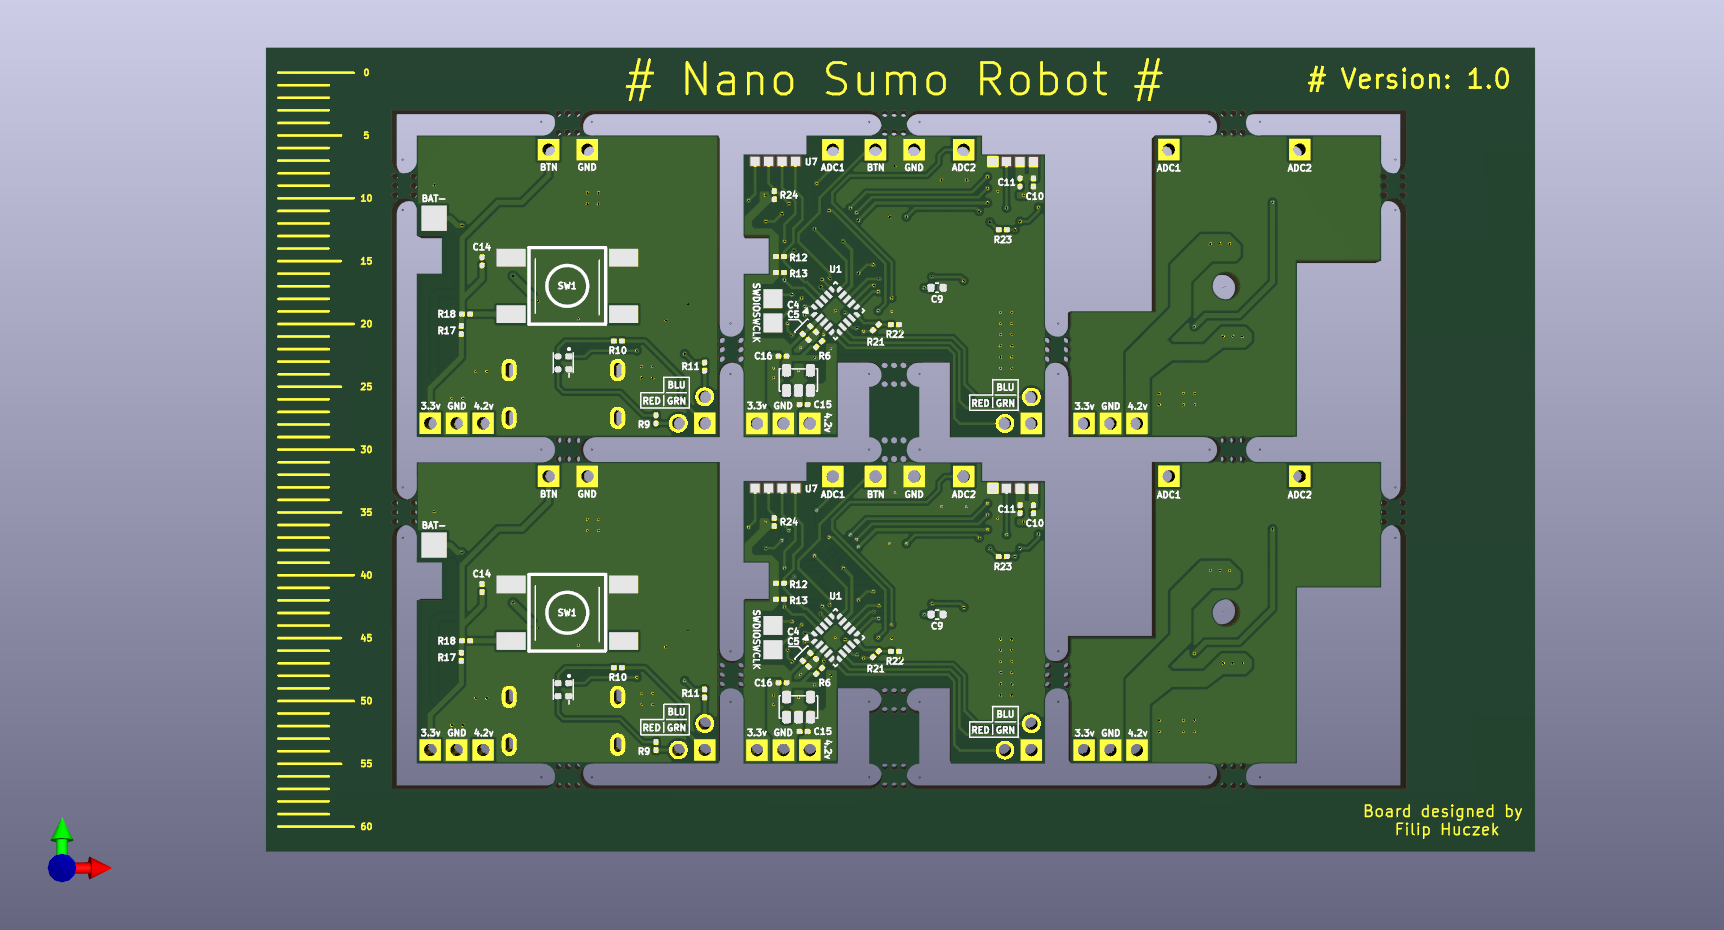 # Nano Sumo Robot #
# Version: 1.0
0
5
10
15
20
25
30
35
40
45
50
55
60
BTN GND
BAT-
C14
SW1
R18
R17
R10
R11
BLU
RED GRN
3.3v GND 4.2v
R9
U7 ADC1 BTN GND ADC2
C11
C10
R24
R23
R12
R13
U1
SWDIO
SWCLK
C4
C5
C9
R22
R21
C16
R6
BLU
RED GRN
3.3v GND 4.2v
C15
ADC1 ADC2
3.3v GND 4.2v
BTN GND
BAT-
C14
SW1
R18
R17
R10
R11
BLU
RED GRN
3.3v GND 4.2v
R9
U7 ADC1 BTN GND ADC2
C11
C10
R24
R23
R12
R13
U1
SWDIO
SWCLK
C4
C5
C9
R22
R21
C16
R6
BLU
RED GRN
3.3v GND 4.2v
C15
ADC1 ADC2
3.3v GND 4.2v
Board designed by
Filip Huczek